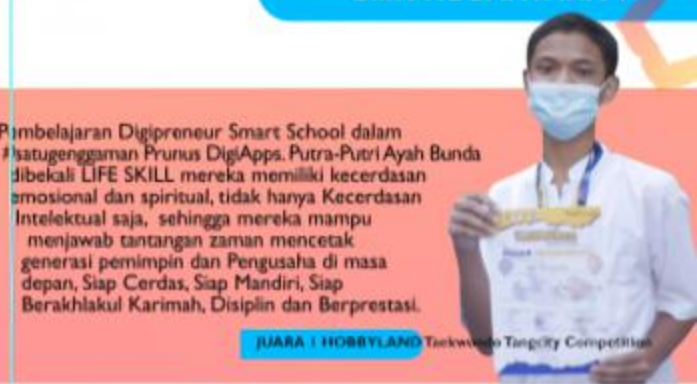 Pembelajaran Digipreneur Smart School dalam
#satugenggaman Prunus DigiApps. Putra-Putri Ayah Bunda
dibekali LIFE SKILL mereka memiliki kecerdasan
emosional dan spiritual, tidak hanya Kecerdasan
Intelektual saja, sehingga mereka mampu
menjawab tantangan zaman mencetak
generasi pemimpin dan Pengusaha di masa
depan, Siap Cerdas, Siap Mandiri, Siap
Berakhlakul Karimah, Disiplin dan Berprestasi.
JUARA 1 HOBBYLAND Taekwondo Tangcity Competition